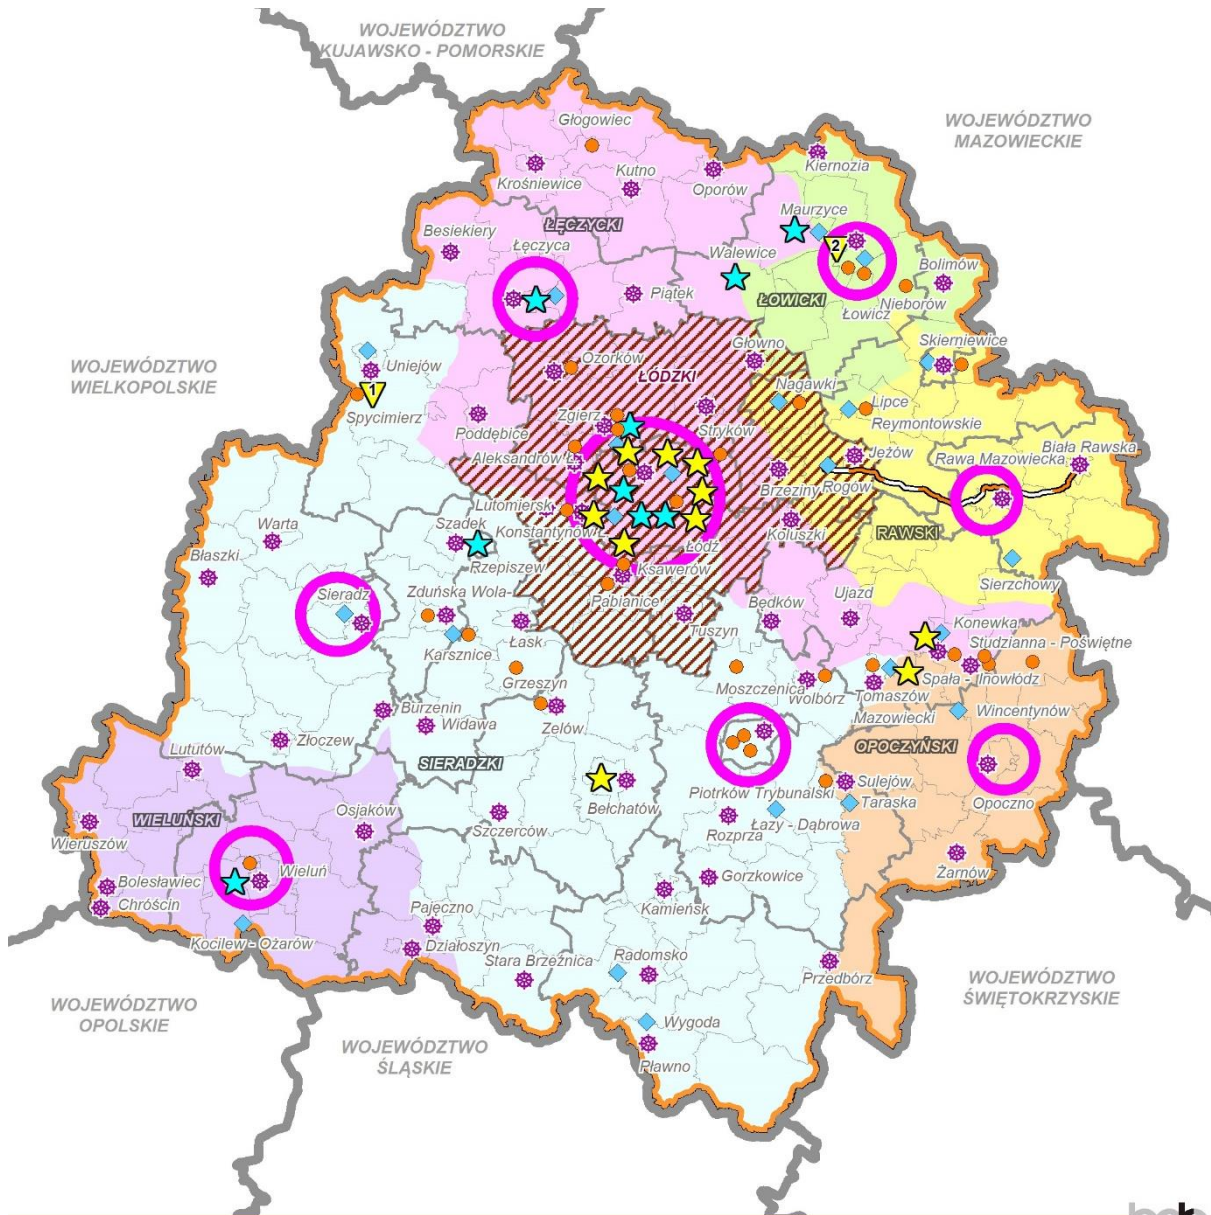 WOJEWÓDZTWO
KUJAWSKO - POMORSKIE
WOJEWÓDZTWO
MAZOWIECKIE
Głogowiec
Kiernozia
Krośniewice
Kutno
Oporów
Maurzyce
ŁĘCZYCKI
Besiekiery
Łęczyca
Walewice
2
Bolimów
Piątek
ŁOWICKI
Nieborów
Łowicz
Skierniewice
WOJEWÓDZTWO
WIELKOPOLSKIE
Uniejów
Ozorków
Głowno
ŁÓDZKI
Nagawki
1
Spycimierz
Lipce
Reymontowskie
Poddębice
Zgierz
Stryków
Aleksandrów Ł.
Jeżów
Biała Rawska
Rawa Mazowiecka
Brzeziny
Rogów
Lutomiersk
Warta
Szadek
Konstantynów Ł.
Koluszki
RAWSKI
Łódź
Błaszki
Rzepiszew
Ksawerów
Sierzchowy
Sieradz
Zduńska Wola
Pabianice
Będków
Ujazd
Łask
Tuszyn
Konewka
Karsznice
Studzianna - Poświętne
Grzeszyn
Moszczenica
Wolbórz
Tomaszów
Mazowiecki
Spała - Inowłódz
Burzenin
Widawa
Zelów
Wincentynów
Złoczew
Lututów
SIERADZKI
OPOCZYŃSKI
Bełchatów
Piotrków Trybunalski
Sulejów
Taraska
Opoczno
Osjaków
WIELUŃSKI
Szczerców
Rozprza
Łazy - Dąbrowa
Wieruszów
Wieluń
Żarnów
Bolesławiec
Gorzkowice
Chróścin
Kamieńsk
Pajęczno
Kocilew - Ożarów
Działoszyn
Radomsko
Stara Brzeźnica
Przedbórz
WOJEWÓDZTWO
ŚWIĘTOKRZYSKIE
WOJEWÓDZTWO
OPOLSKIE
Wygoda
WOJEWÓDZTWO
ŚLĄSKIE
Pławno